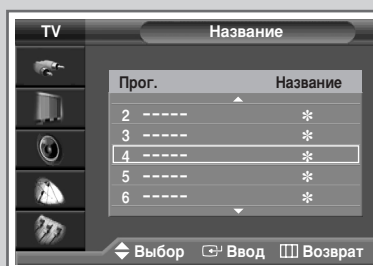 TV Название
Прог. Название
2 ----- ✻
3 ----- ✻
4 ----- ✻
5 ----- ✻
6 ----- ✻
Выбор Ввод Возврат